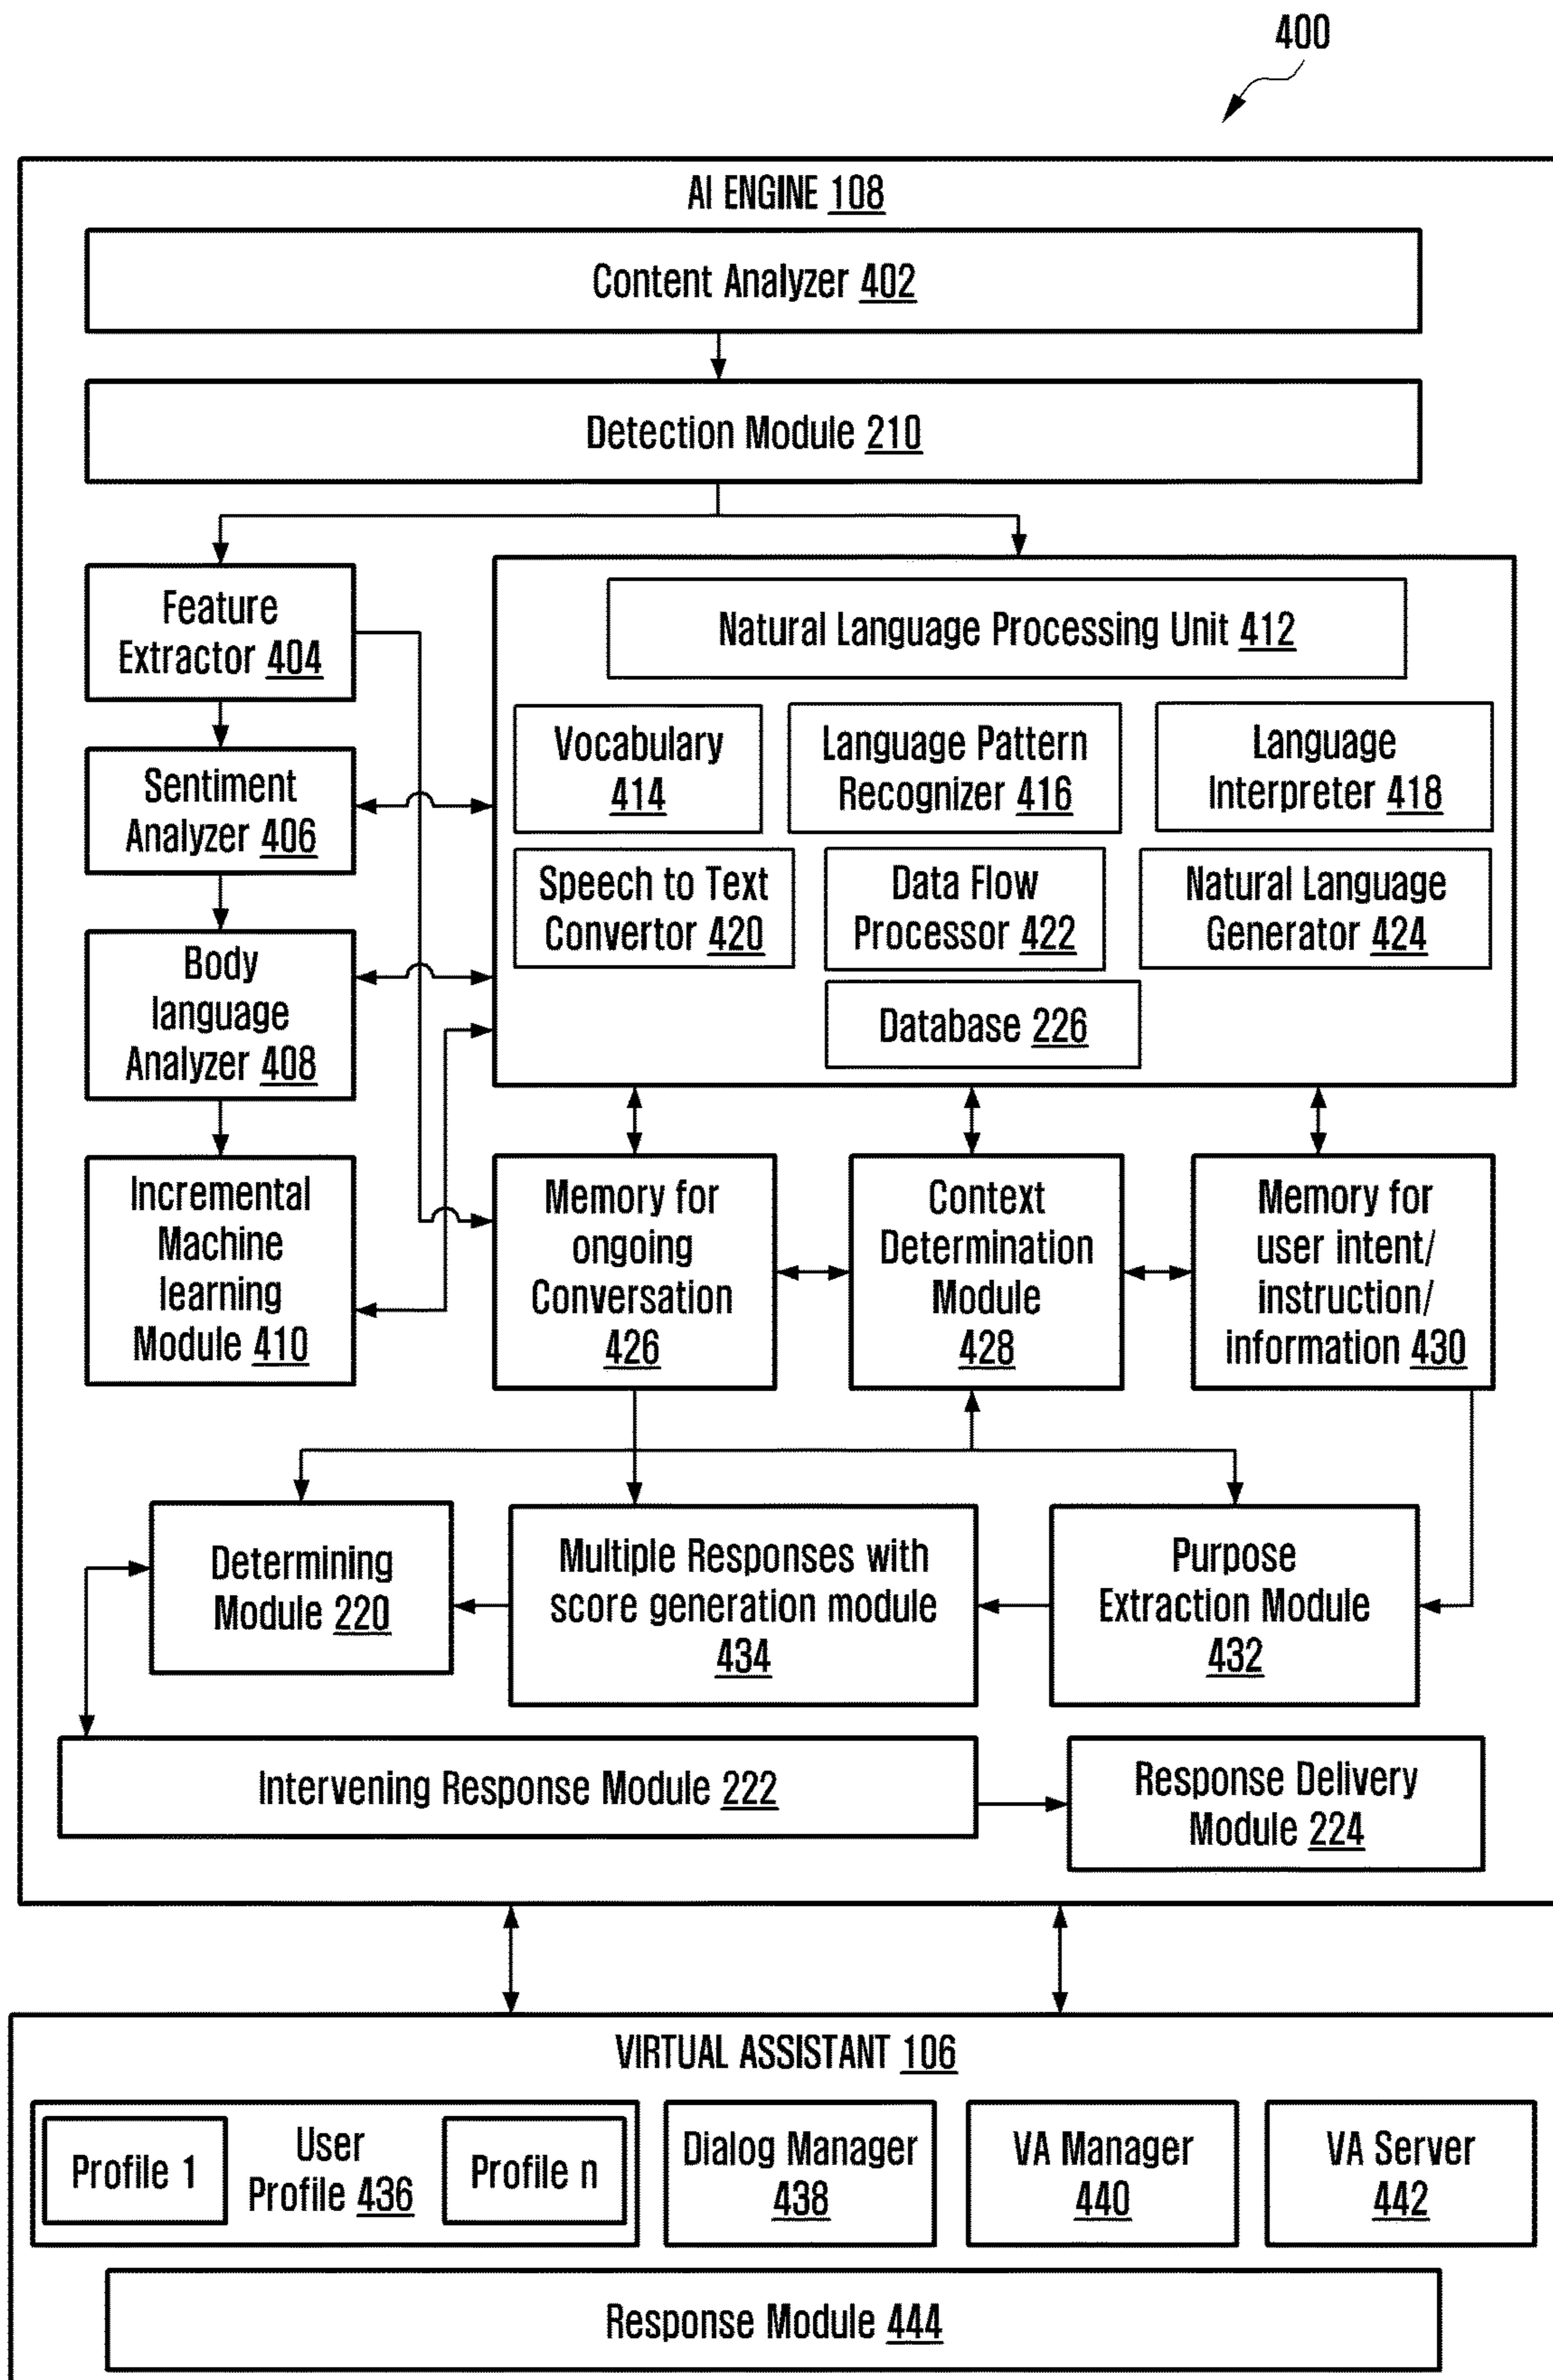 400
AI ENGINE 108
Content Analyzer 402
Detection Module 210
Feature
Extractor 404
Sentiment
Analyzer 406
Body
language
Analyzer 408
Incremental
Machine
learning
Module 410
Natural Language Processing Unit 412
Vocabulary
414
Language Pattern
Recognizer 416
Language
Interpreter 418
Speech to Text
Convertor 420
Data Flow
Processor 422
Natural Language
Generator 424
Database 226
Memory for
ongoing
Conversation
426
Context
Determination
Module
428
Memory for
user intent/
instruction/
information 430
Determining
Module 220
Multiple Responses with
score generation module
434
Purpose
Extraction Module
432
Intervening Response Module 222
Response Delivery
Module 224
VIRTUAL ASSISTANT 106
Profile 1
User
Profile 436
Profile n
Dialog Manager
438
VA Manager
440
VA Server
442
Response Module 444